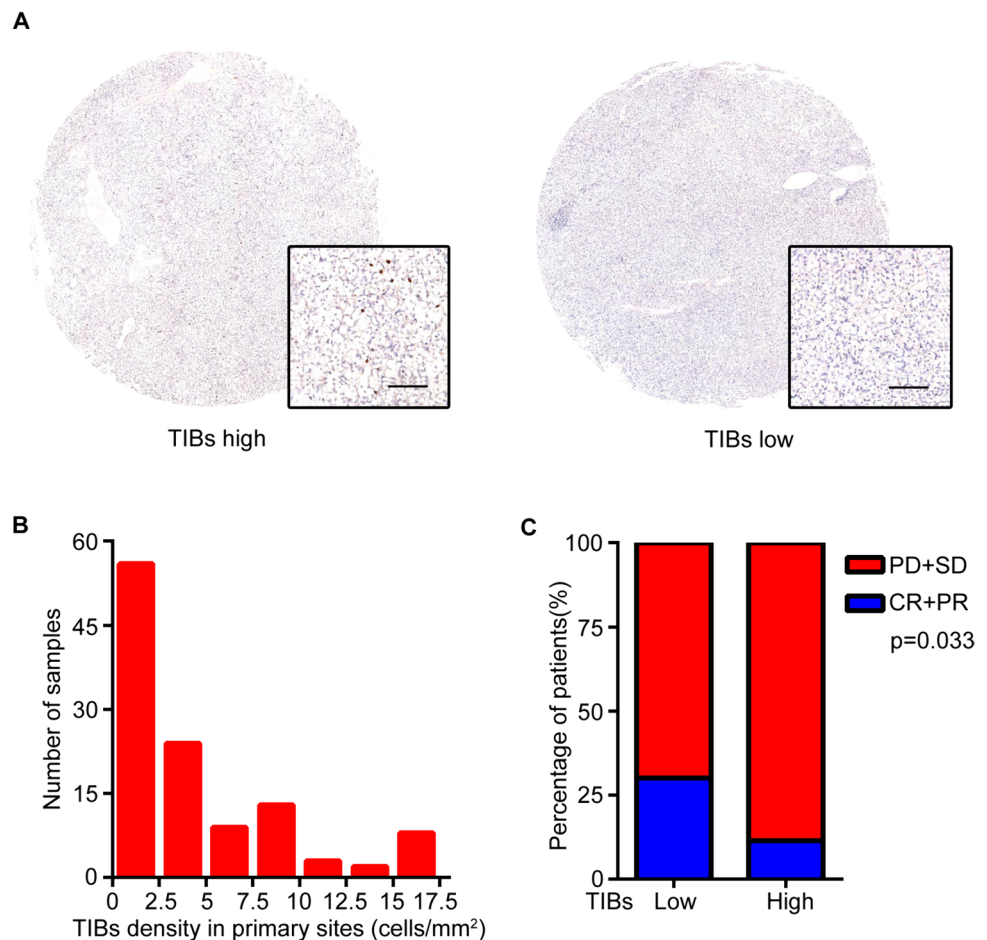 A
TIBs high
TIBs low
B
60
45
30
15
0
Number of samples
0 2.5 5 7.5 10 12.5 15 17.5
TIBs density in primary sites (cells/mm²)
C
100
75
50
25
0
Percentage of patients(%)
TIBs Low High
PD+SD
CR+PR
p=0.033